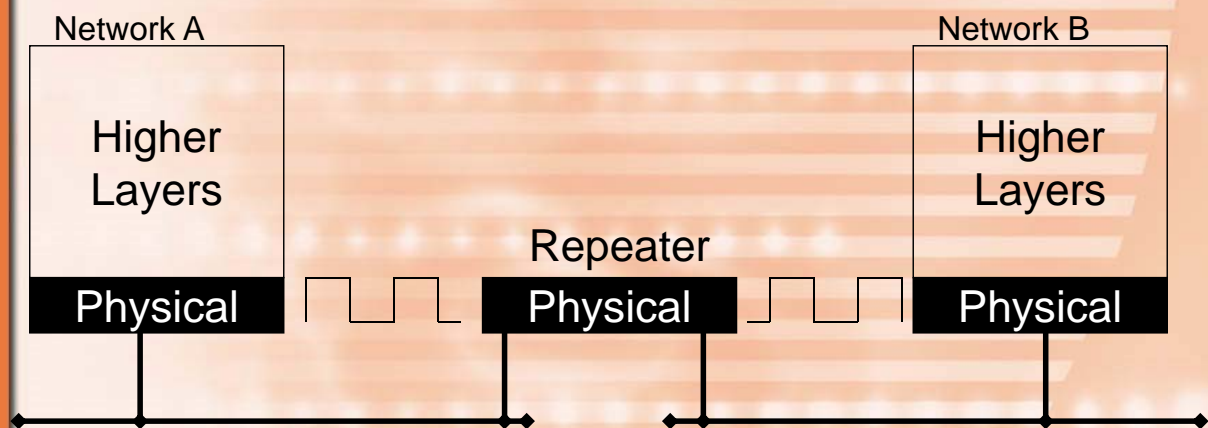 Network A
Network B
Higher
Layers
Higher
Layers
Repeater
Physical
Physical
Physical